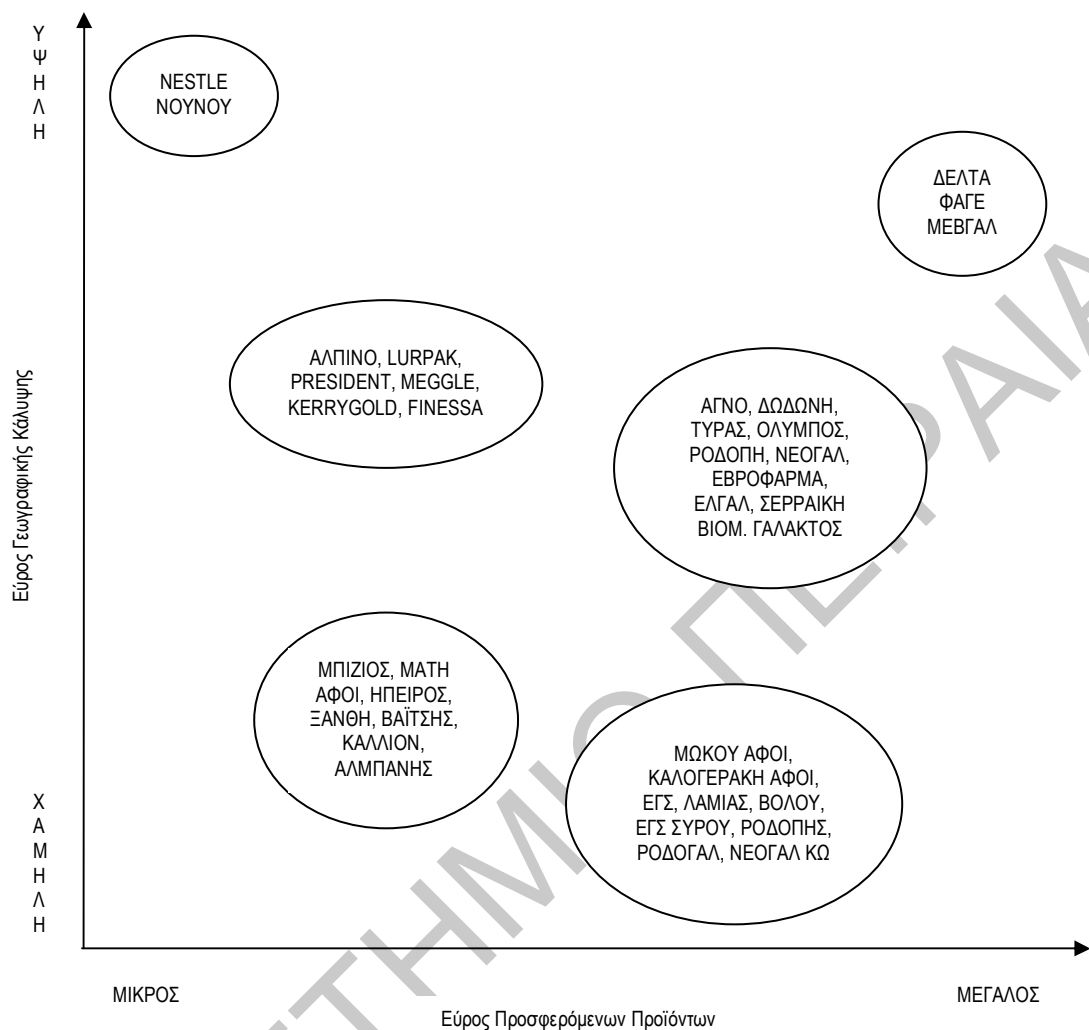 ΥΨΗΛΗ
NESTLE
ΝΟΥΝΟΥ
ΔΕΛΤΑ
ΦΑΓΕ
ΜΕΒΓΑΛ
ΑΛΠΙΝΟ, LURPAK,
PRESIDENT, MEGGLE,
KERRYGOLD, FINESSA
ΑΓΝΟ, ΔΩΔΩΝΗ,
ΤΥΡΑΣ, ΟΛΥΜΠΟΣ,
ΡΟΔΟΠΗ, ΝΕΟΓΑΛ,
ΕΒΡΟΦΑΡΜΑ,
ΕΛΓΑΛ, ΣΕΡΡΑΙΚΗ
ΒΙΟΜ. ΓΑΛΑΚΤΟΣ
Εύρος Γεωγραφικής Κάλυψης
ΜΠΙΖΙΟΣ, ΜΑΤΗ
ΑΦΟΙ, ΗΠΕΙΡΟΣ,
ΞΑΝΘΗ, ΒΑΪΤΣΗΣ,
ΚΑΛΛΙΟΝ,
ΑΛΜΠΑΝΗΣ
ΜΩΚΟΥ ΑΦΟΙ,
ΚΑΛΟΓΕΡΑΚΗ ΑΦΟΙ,
ΕΓΣ, ΛΑΜΙΑΣ, ΒΟΛΟΥ,
ΕΓΣ ΣΥΡΟΥ, ΡΟΔΟΠΗΣ,
ΡΟΔΟΓΑΛ, ΝΕΟΓΑΛ ΚΩ
ΧΑΜΗΛΗ
ΜΙΚΡΟΣ
ΜΕΓΑΛΟΣ
Εύρος Προσφερόμενων Προϊόντων